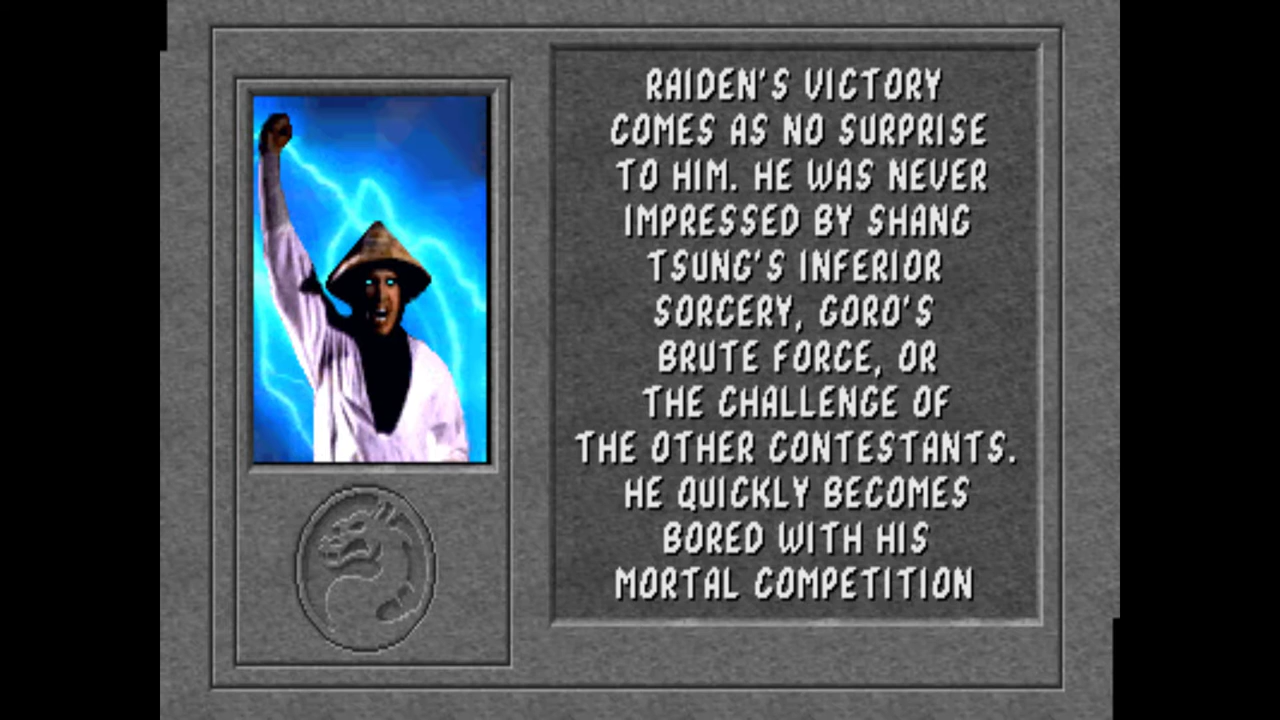 RAIDEN'S VICTORY
COMES AS NO SURPRISE
TO HIM. HE WAS NEVER
IMPRESSED BY SHANG
TSUNG'S INFERIOR
SORCERY, GORO'S
BRUTE FORCE, OR
THE CHALLENGE OF
THE OTHER CONTESTANTS.
HE QUICKLY BECOMES
BORED WITH HIS
MORTAL COMPETITION